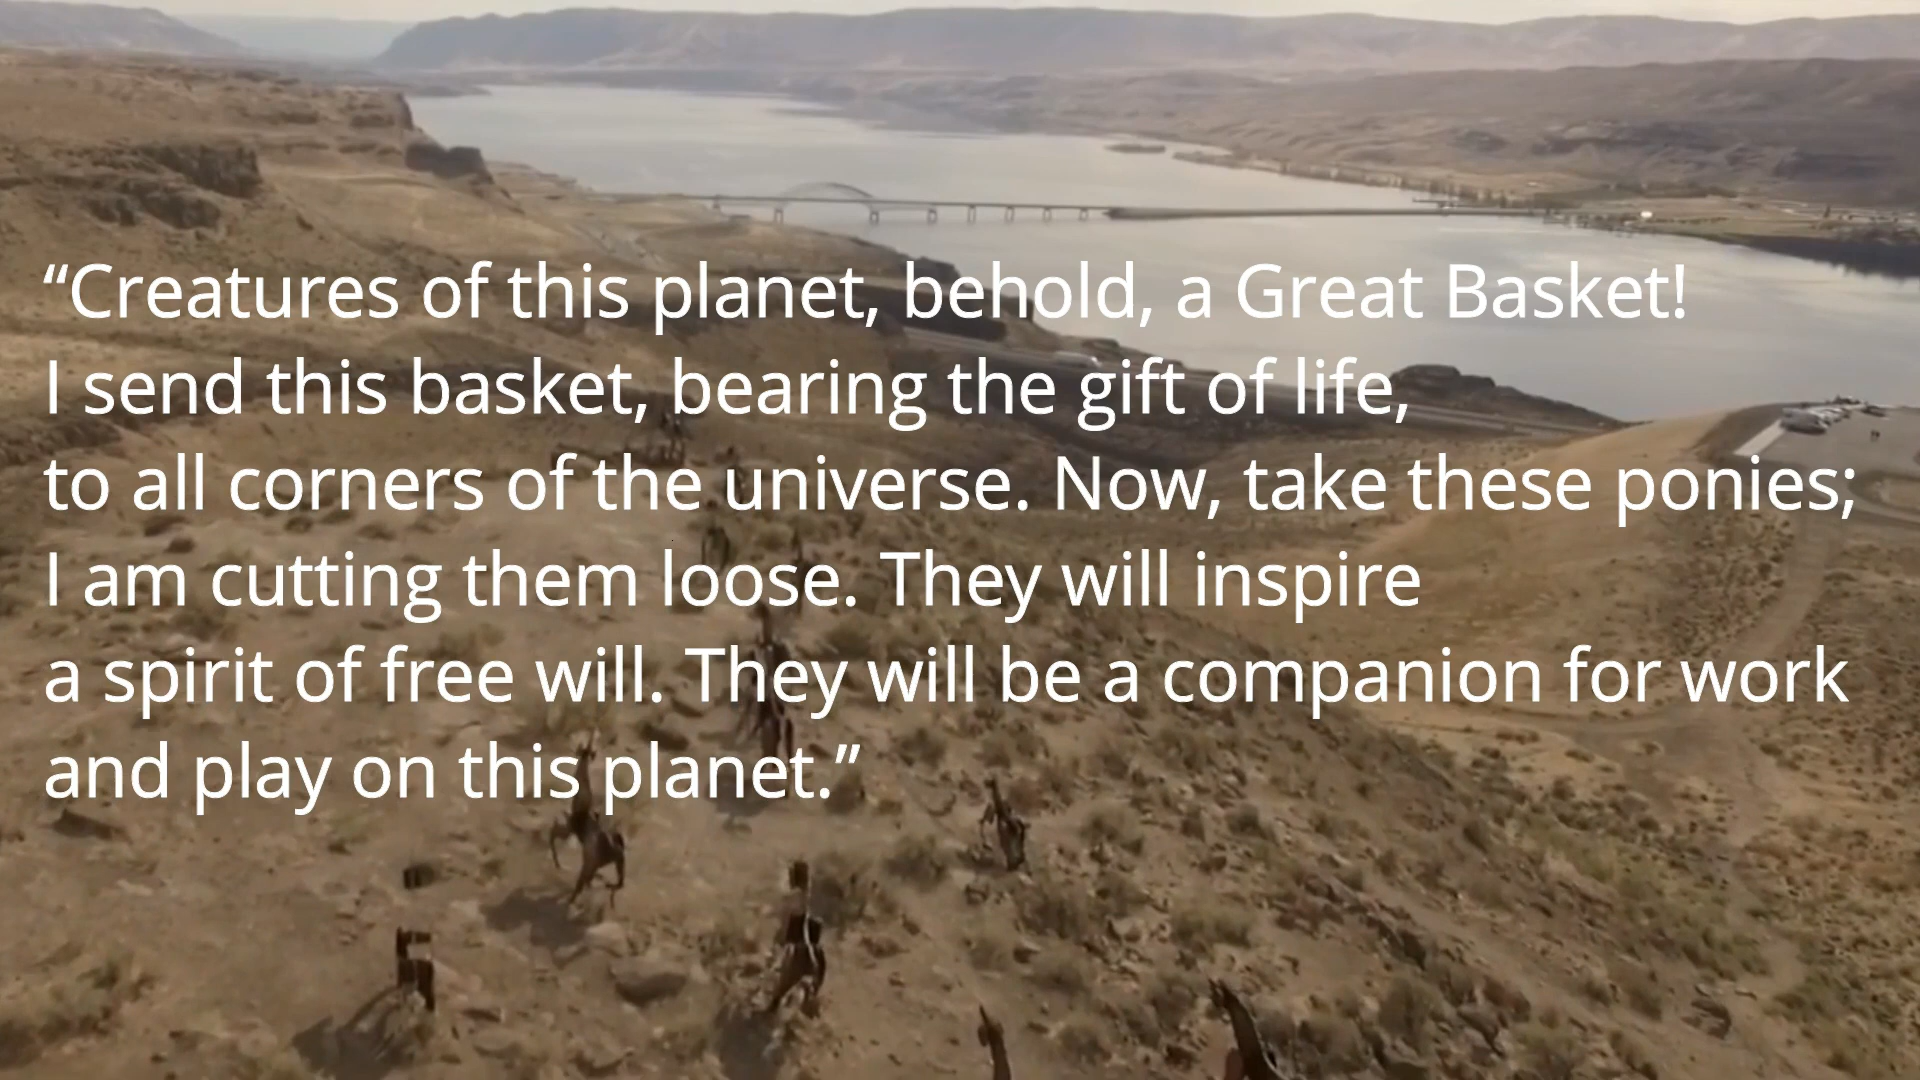 “Creatures of this planet, behold, a Great Basket!
I send this basket, bearing the gift of life,
to all corners of the universe. Now, take these ponies;
I am cutting them loose. They will inspire
a spirit of free will. They will be a companion for work
and play on this planet.”